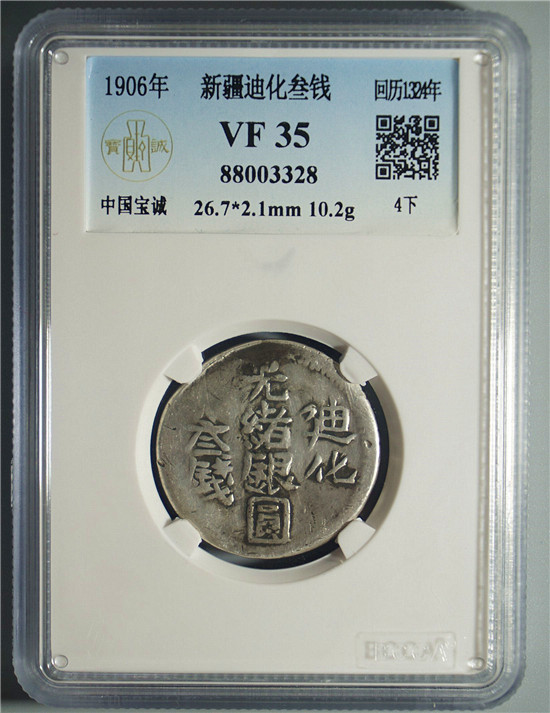 1906年 新疆迪化叁钱 回历1324年
寶誠
VF 35
88003328
中国宝诚 26.7*2.1mm 10.2g 4下
迪化
光緒銀圓
叁錢